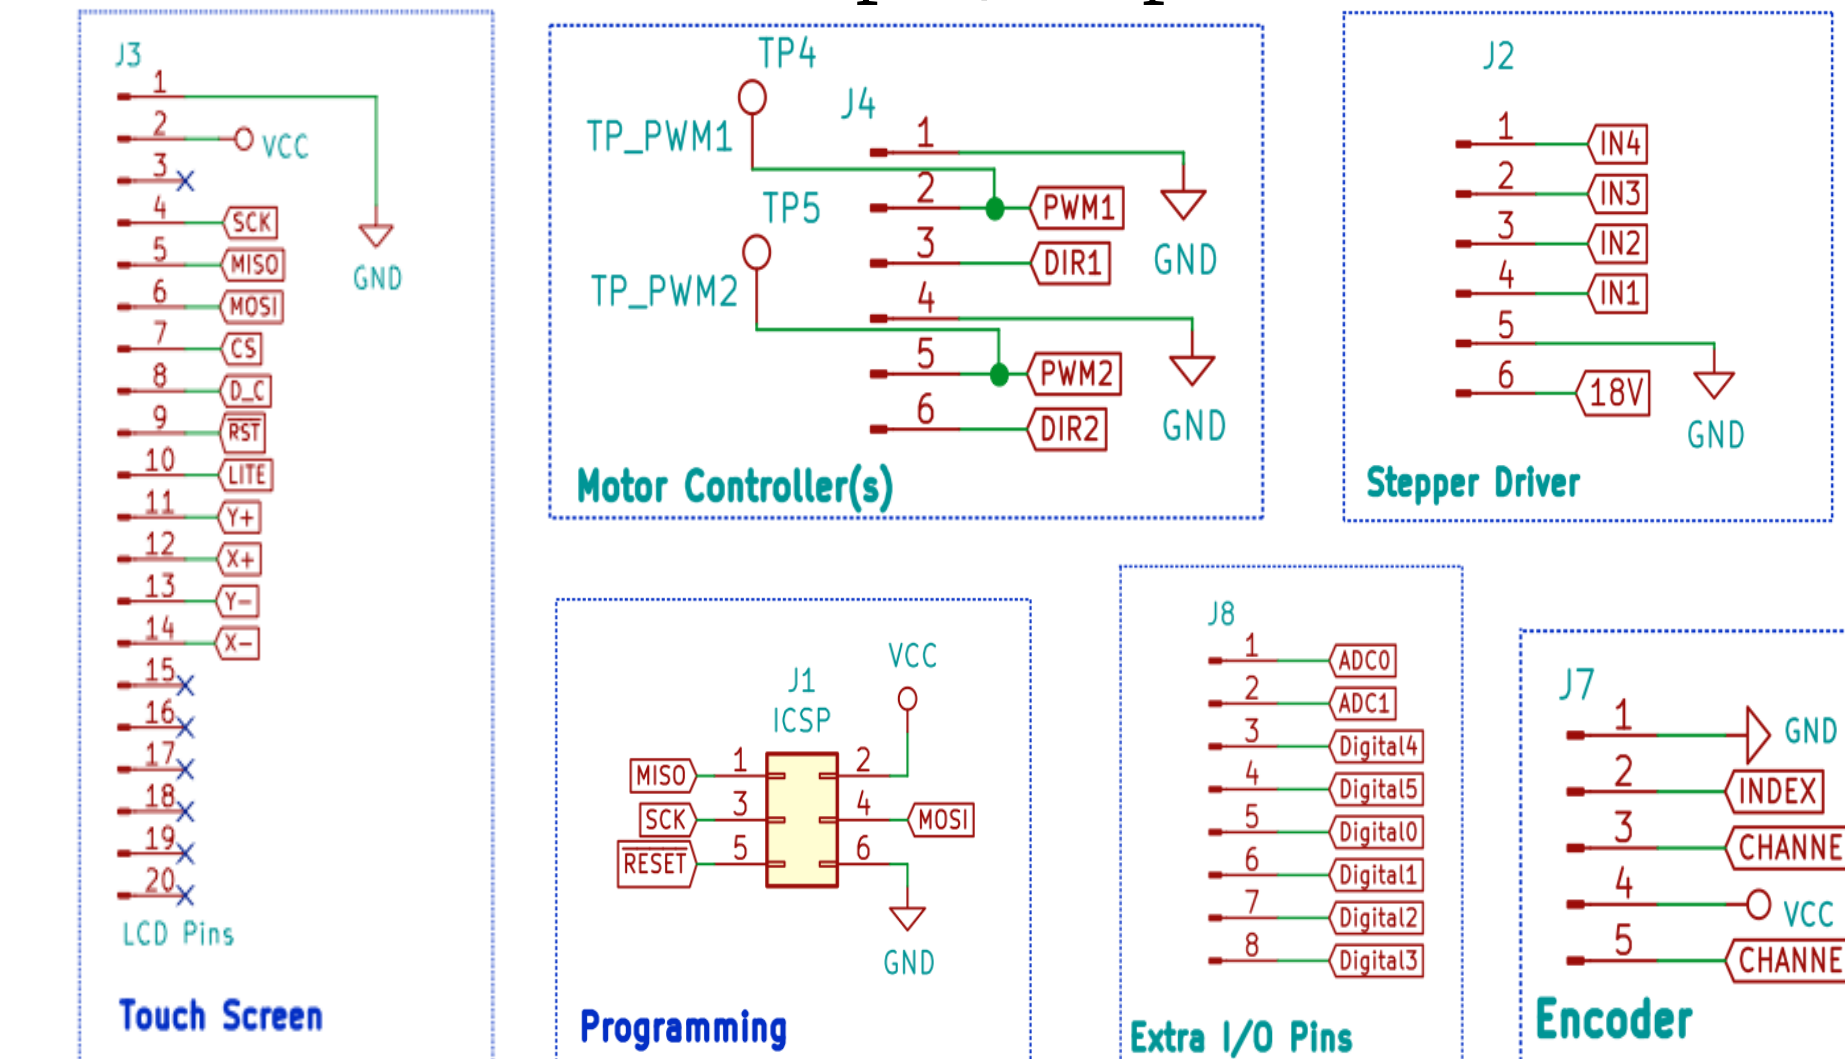 J3
1
2 VCC
3
4 SCK
5 MISO
6 MOSI
7 CS
8 D_C
9 RST
10 LITE
11 Y+
12 X+
13 Y-
14 X-
15
16
17
18
19
20
GND
LCD Pins
Touch Screen
TP4
TP_PWM1
TP5
TP_PWM2
J4
1
2 PWM1
3 DIR1
GND
4
5 PWM2
6 DIR2
GND
Motor Controller(s)
J2
1 IN4
2 IN3
3 IN2
4 IN1
5
6 18V
GND
Stepper Driver
VCC
J1
ICSP
MISO 1 2
SCK 3 4 MOSI
RESET 5 6
GND
Programming
J8
1 ADC0
2 ADC1
3 Digital4
4 Digital5
5 Digital0
6 Digital1
7 Digital2
8 Digital3
Extra I/O Pins
J7
1 GND
2 INDEX
3 CHANNE
4 VCC
5 CHANNE
Encoder